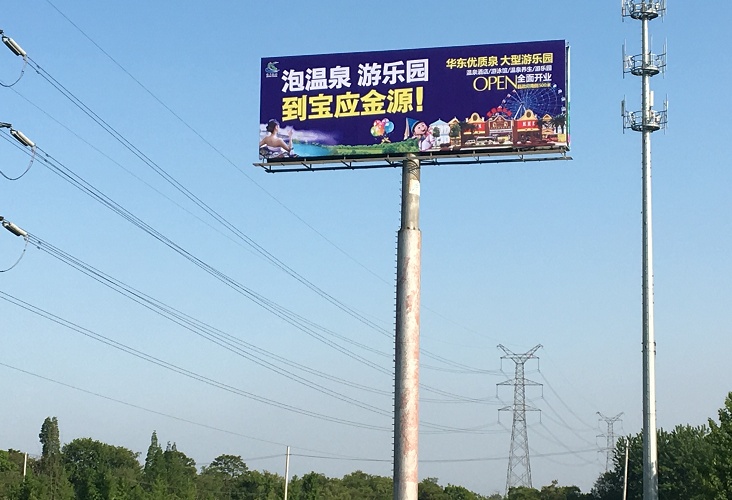 泡温泉 游乐园
到宝应金源!
华东优质泉 大型游乐园
温泉酒店/游泳馆/温泉养生/游乐园
OPEN 全面开业